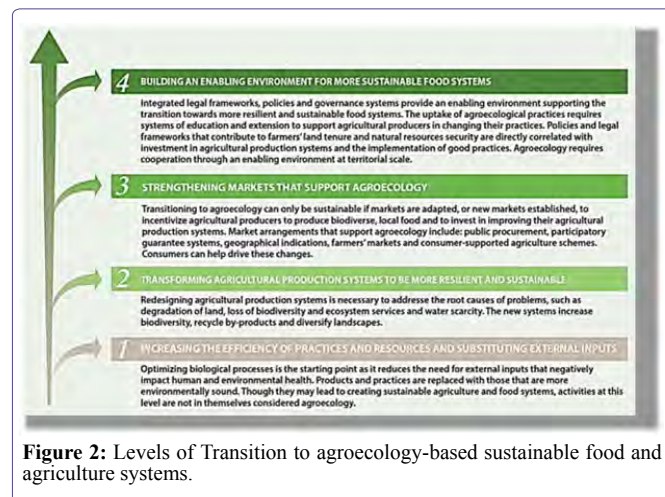 4 BUILDING AN ENABLING ENVIRONMENT FOR MORE SUSTAINABLE FOOD SYSTEMS
Integrated legal frameworks, policies and governance systems provide an enabling environment supporting the
transition towards more resilient and sustainable food systems. The uptake of agroecological practices requires
systems of education and extension to support agricultural producers in changing their practices. Policies and legal
frameworks that contribute to farmers' land tenure and natural resources security are directly correlated with
investment in agricultural production systems and the implementation of good practices. Agroecology requires
cooperation through an enabling environment at territorial scale.
3 STRENGTHENING MARKETS THAT SUPPORT AGROECOLOGY
Transitioning to agroecology can only be sustainable if markets are adapted, or new markets established, to
incentivize agricultural producers to produce biodiverse, local food and to invest in improving their agricultural
production systems. Market arrangements that support agroecology include: public procurement, participatory
guarantee systems, geographical indications, farmers' markets and consumer-supported agriculture schemes.
Consumers can help drive these changes.
2 TRANSFORMING AGRICULTURAL PRODUCTION SYSTEMS TO BE MORE RESILIENT AND SUSTAINABLE
Redesigning agricultural production systems is necessary to address the root causes of problems, such as
degradation of land, loss of biodiversity and ecosystem services and water scarcity. The new systems increase
biodiversity, recycle by-products and diversify landscapes.
1 INCREASING THE EFFICIENCY OF PRACTICES AND RESOURCES AND SUBSTITUTING EXTERNAL INPUTS
Optimizing biological processes is the starting point as it reduces the need for external inputs that negatively
impact human and environmental health. Products and practices are replaced with those that are more
environmentally sound. Though they may lead to creating sustainable agriculture and food systems, activities at this
level are not in themselves considered agroecology.
Figure 2: Levels of Transition to agroecology-based sustainable food and
agriculture systems.